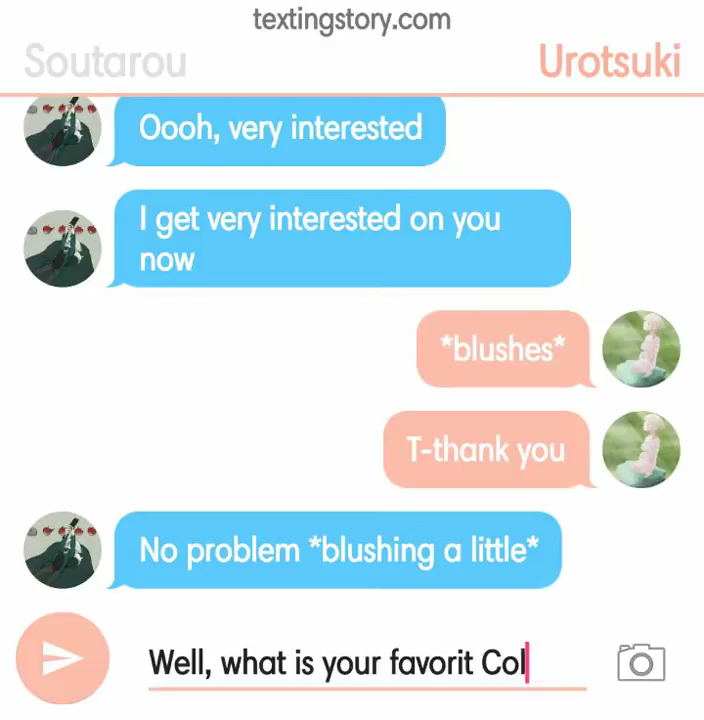 textingstory.com
Soutarou
Urotsuki
Oooh, very interested
I get very interested on you
now
*blushes*
T-thank you
No problem *blushing a little*
Well, what is your favorit Col